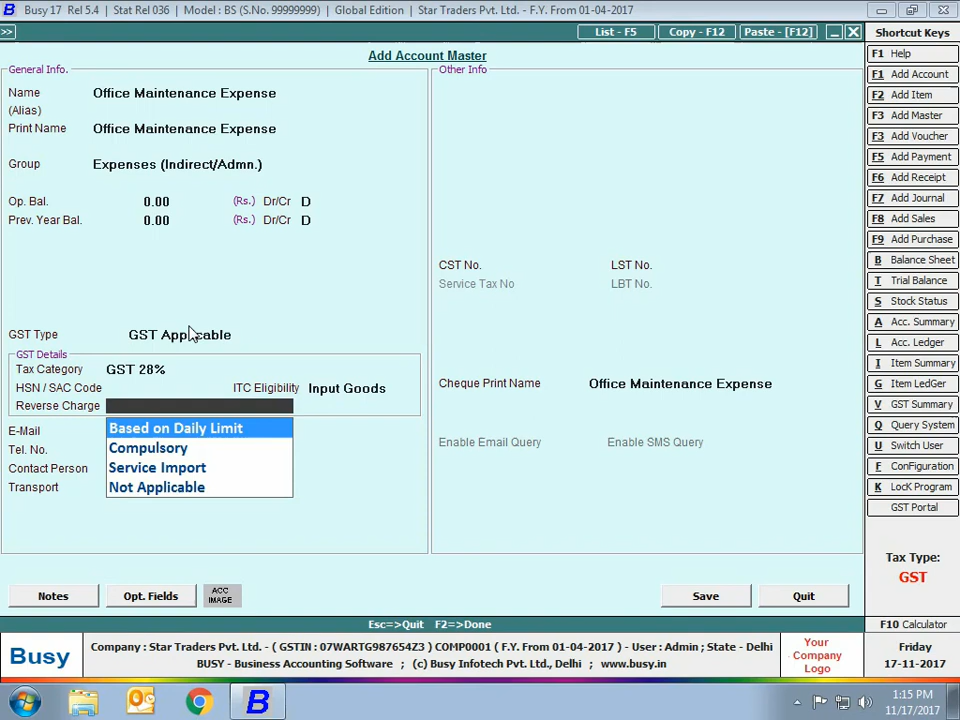 Busy 17 Rel 5.4 | Stat Rel 036 | Model : BS (S.No. 99999999) | Global Edition | Star Traders Pvt. Ltd. - F.Y. From 01-04-2017
>> List - F5 Copy - F12 Paste - [F12] Shortcut Keys
Add Account Master
General Info.
Name Office Maintenance Expense
(Alias)
Print Name Office Maintenance Expense
Group Expenses (Indirect/Admn.)
Op. Bal. 0.00 (Rs.) Dr/Cr D
Prev. Year Bal. 0.00 (Rs.) Dr/Cr D
GST Type GST Applicable
GST Details
Tax Category GST 28%
HSN / SAC Code ITC Eligibility Input Goods
Reverse Charge
Based on Daily Limit
Compulsory
Service Import
Not Applicable
E-Mail
Tel. No.
Contact Person
Transport
Other Info
CST No. LST No.
Service Tax No LBT No.
Cheque Print Name Office Maintenance Expense
Enable Email Query Enable SMS Query
Notes Opt. Fields ACC IMAGE Save Quit
F1 Help
F1 Add Account
F2 Add Item
F3 Add Master
F3 Add Voucher
F5 Add Payment
F6 Add Receipt
F7 Add Journal
F8 Add Sales
F9 Add Purchase
B Balance Sheet
T Trial Balance
S Stock Status
A Acc. Summary
L Acc. Ledger
I Item Summary
G Item LedGer
V GST Summary
Q Query System
U Switch User
F ConFiguration
K LocK Program
GST Portal
Tax Type:
GST
Esc=>Quit F2=>Done
F10 Calculator
Busy
Company : Star Traders Pvt. Ltd. - ( GSTIN : 07WARTG987654Z3 ) COMP0001 ( F.Y. From 01-04-2017 ) - User : Admin ; State - Delhi
BUSY - Business Accounting Software ; (c) Busy Infotech Pvt. Ltd., Delhi ; www.busy.in
Your
Company
Logo
Friday
17-11-2017
B
1:15 PM
11/17/2017